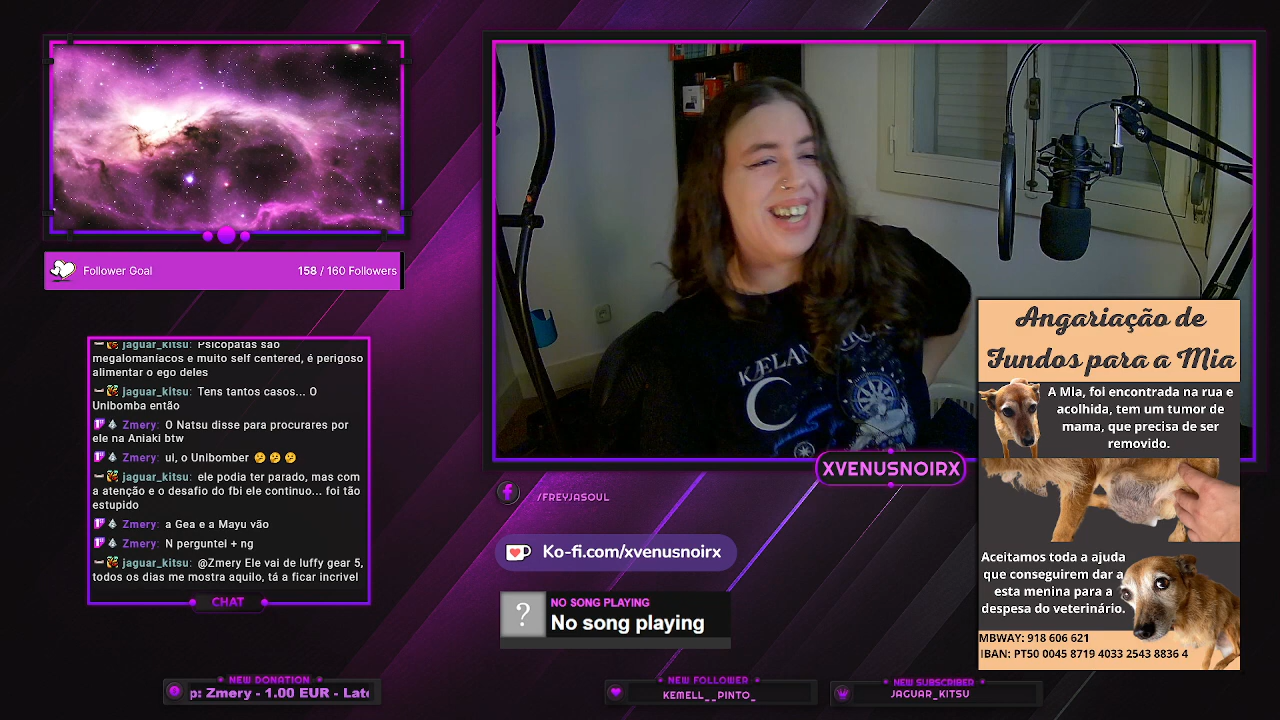 Follower Goal
158 / 160 Followers
jaguar_kitsu: Psicopatas são
megalomaníacos e muito self centered, é perigoso
alimentar o ego deles
jaguar_kitsu: Tens tantos casos... O
Unibomba então
Zmery: O Natsu disse para procurares por
ele na Aniaki btw
Zmery: ui, o Unibomber
jaguar_kitsu: ele podia ter parado, mas com
a atenção e o desafio do fbi ele continuo... foi tão
estupido
Zmery: a Gea e a Mayu vão
Zmery: N perguntei + ng
jaguar_kitsu: @Zmery Ele vai de luffy gear 5,
todos os dias me mostra aquilo, tá a ficar incrivel
CHAT
KÆLAN
XVENUSNOIRX
/FREYJASOUL
Ko-fi.com/xvenusnoirx
?
NO SONG PLAYING
No song playing
Angariação de
Fundos para a Mia
A Mia, foi encontrada na rua e
acolhida, tem um tumor de
mama, que precisa de ser
removido.
Aceitamos toda a ajuda
que conseguirem dar a
esta menina para a
despesa do veterinário.
MBWAY: 918 606 621
IBAN: PT50 0045 8719 4033 2543 8836 4
NEW DONATION
p: Zmery - 1.00 EUR - Late
NEW FOLLOWER
KEMELL__PINTO_
NEW SUBSCRIBER
JAGUAR_KITSU